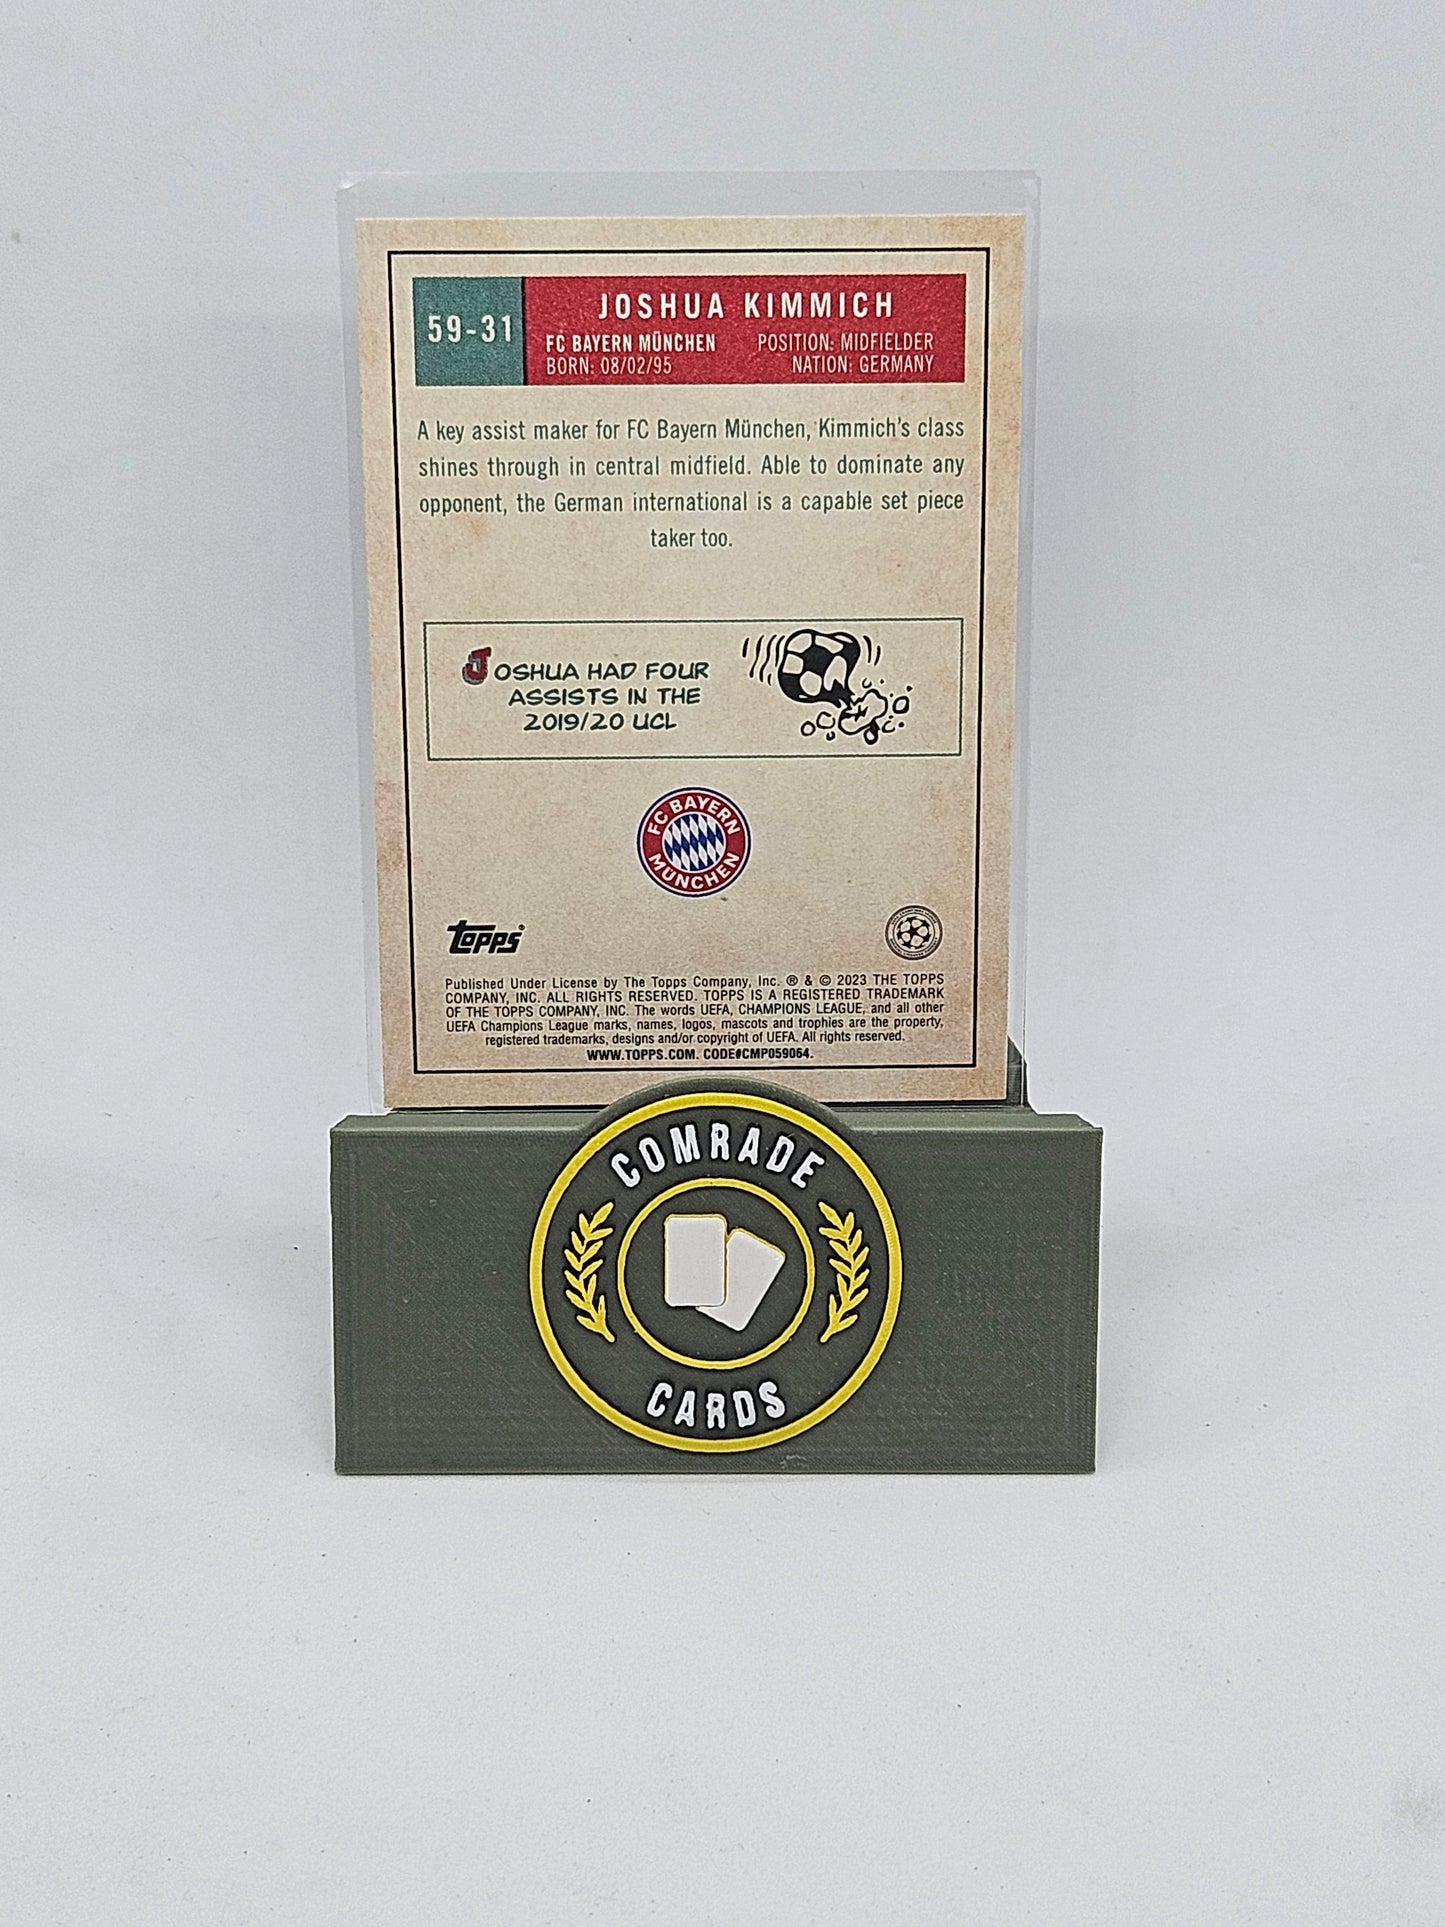 59-31
JOSHUA KIMMICH
FC BAYERN MÜNCHEN
POSITION: MIDFIELDER
BORN: 08/02/95
NATION: GERMANY
A key assist maker for FC Bayern München, Kimmich's class
shines through in central midfield. Able to dominate any
opponent, the German international is a capable set piece
taker too.
JOSHUA HAD FOUR
ASSISTS IN THE
2019/20 UCL
FC BAYERN
MÜNCHEN
topps®
Published Under License by The Topps Company, Inc. ® & © 2023 THE TOPPS
COMPANY, INC. ALL RIGHTS RESERVED. TOPPS IS A REGISTERED TRADEMARK
OF THE TOPPS COMPANY, INC. The words UEFA, CHAMPIONS LEAGUE, and all other
UEFA Champions League marks, names, logos, mascots and trophies are the property,
registered trademarks, designs and/or copyright of UEFA. All rights reserved.
WWW.TOPPS.COM. CODE#CMP059064.
COMRADE
CARDS